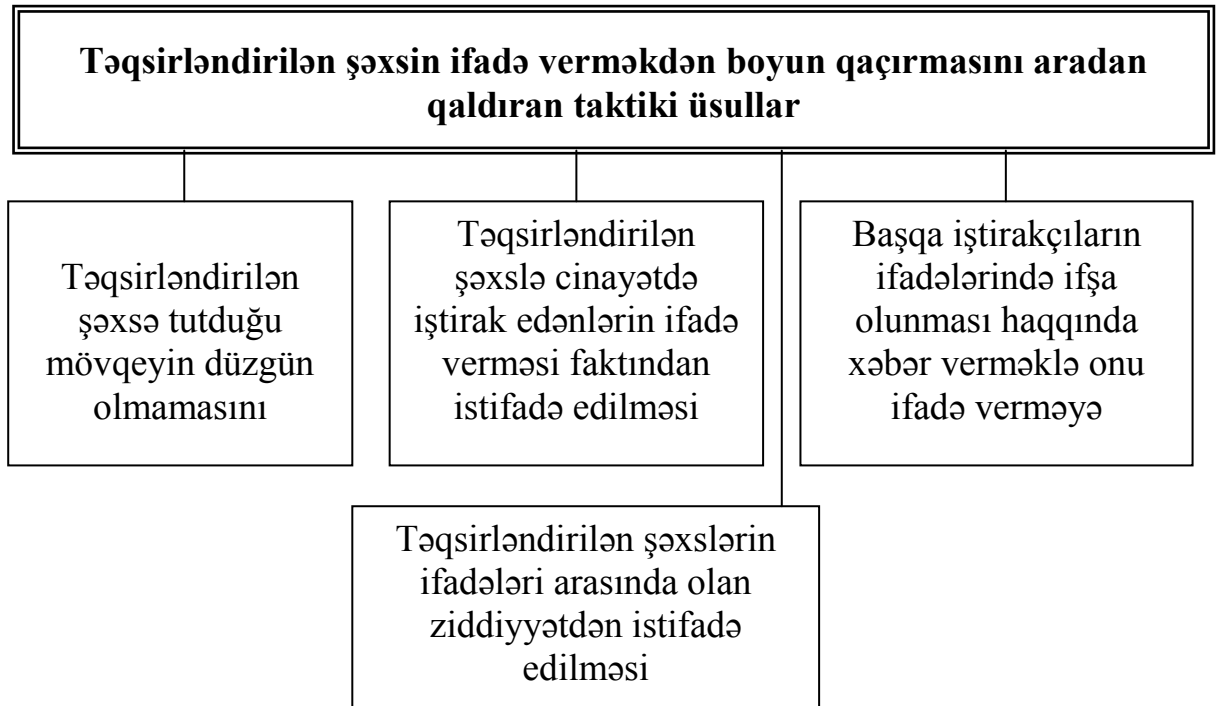 Təqsirləndirilən şəxsin ifadə verməkdən boyun qaçırmasını aradan
qaldıran taktiki üsullar
Təqsirləndirilən
şəxsə tutduğu
mövqeyin düzgün
olmamasını
Təqsirləndirilən
şəxslə cinayətdə
iştirak edənlərin ifadə
verməsi faktından
istifadə edilməsi
Başqa iştirakçıların
ifadələrində ifşa
olunması haqqında
xəbər verməklə onu
ifadə verməyə
Təqsirləndirilən şəxslərin
ifadələri arasında olan
ziddiyyətdən istifadə
edilməsi